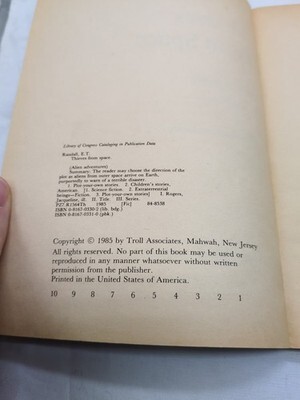 Library of Congress Cataloging in Publication Data
Randall, E.T.
Thieves from space.
(Alien adventures)
Summary: The reader may choose the direction of the
plot as aliens from outer space arrive on Earth,
purportedly to warn of a terrible disaster.
1. Plot-your-own stories. 2. Children's stories,
American. [1. Science fiction. 2. Extraterrestrial
beings—Fiction. 3. Plot-your-own stories] I. Rogers,
Jacqueline, ill. II. Title. III. Series.
PZ7.R1584Th 1985 [Fic] 84-8538
ISBN 0-8167-0330-2 (lib. bdg.)
ISBN 0-8167-0331-0 (pbk.)
Copyright © 1985 by Troll Associates, Mahwah, New Jersey
All rights reserved. No part of this book may be used or
reproduced in any manner whatsoever without written
permission from the publisher.
Printed in the United States of America.
10 9 8 7 6 5 4 3 2 1